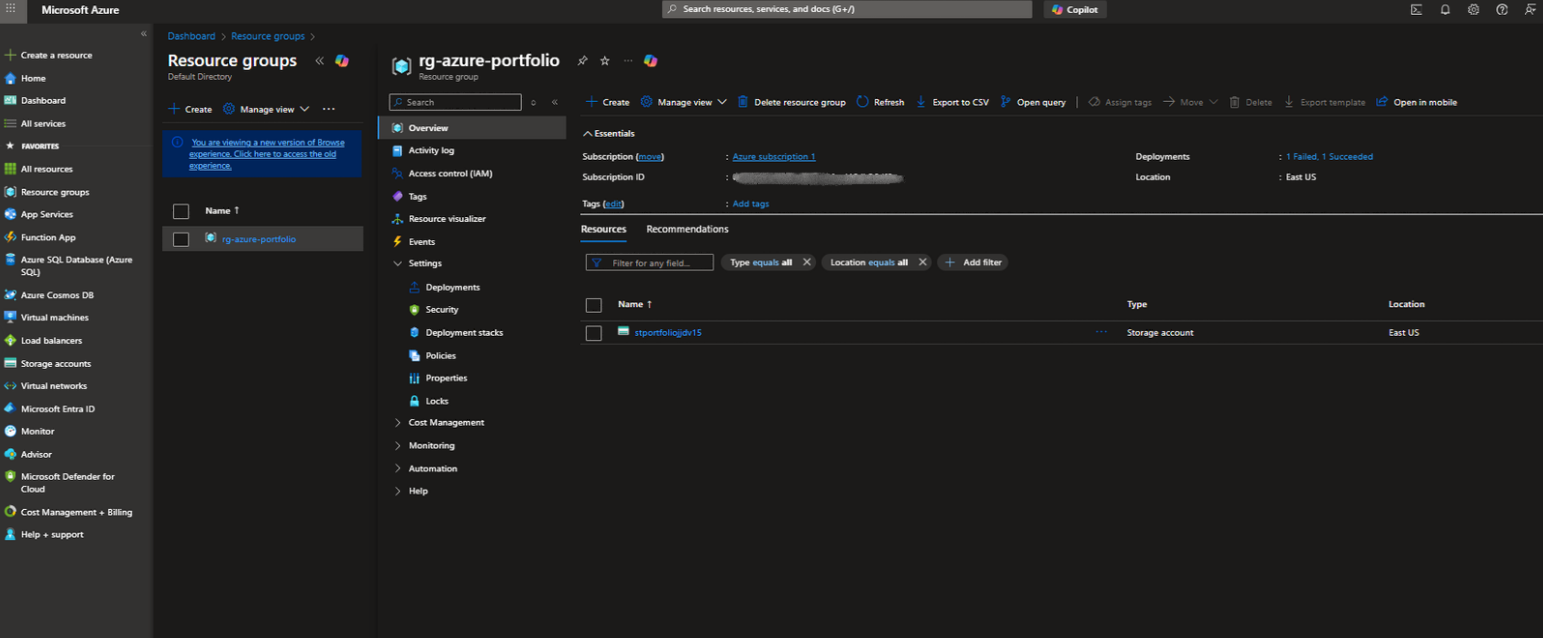 Microsoft Azure
Search resources, services, and docs (G+/)
Copilot
Create a resource
Home
Dashboard
All services
FAVORITES
All resources
Resource groups
App Services
Function App
Azure SQL Database (Azure
SQL)
Azure Cosmos DB
Virtual machines
Load balancers
Storage accounts
Virtual networks
Microsoft Entra ID
Monitor
Advisor
Microsoft Defender for
Cloud
Cost Management + Billing
Help + support
Dashboard > Resource groups >
Resource groups
Default Directory
Create Manage view ...
You are viewing a new version of Browse
experience. Click here to access the old
experience.
Name ↑
rg-azure-portfolio
rg-azure-portfolio ...
Resource group
Search
Overview
Activity log
Access control (IAM)
Tags
Resource visualizer
Events
Settings
Deployments
Security
Deployment stacks
Policies
Properties
Locks
Cost Management
Monitoring
Automation
Help
Create Manage view Delete resource group Refresh Export to CSV Open query | Assign tags Move Delete Export template Open in mobile
Essentials
Subscription (move) : Azure subscription 1
Subscription ID :
Tags (edit) : Add tags
Deployments : 1 Failed, 1 Succeeded
Location : East US
Resources Recommendations
Filter for any field... Type equals all Location equals all Add filter
Name ↑ Type Location
stportfoliojjdv15 ... Storage account East US